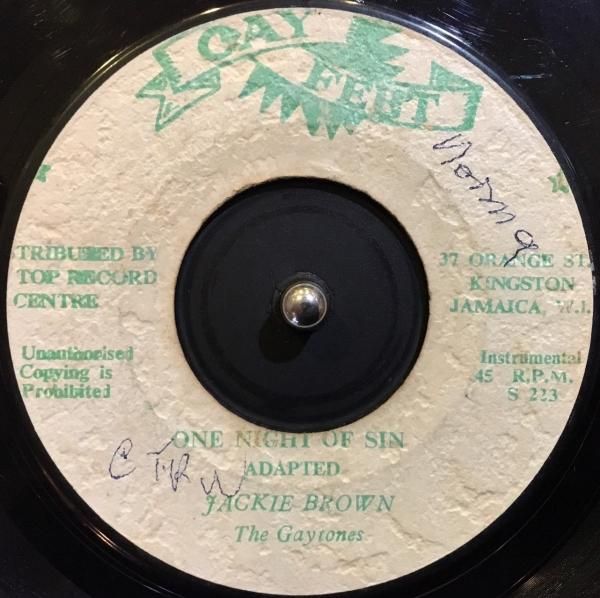 GAY
FEET
TRIBUTED BY
TOP RECORD
CENTRE
37 ORANGE ST.
KINGSTON
JAMAICA, W.I.
Unauthorised
Copying is
Prohibited
Instrumental
45 R.P.M.
S 223
ONE NIGHT OF SIN
ADAPTED
JACKIE BROWN
The Gaytones